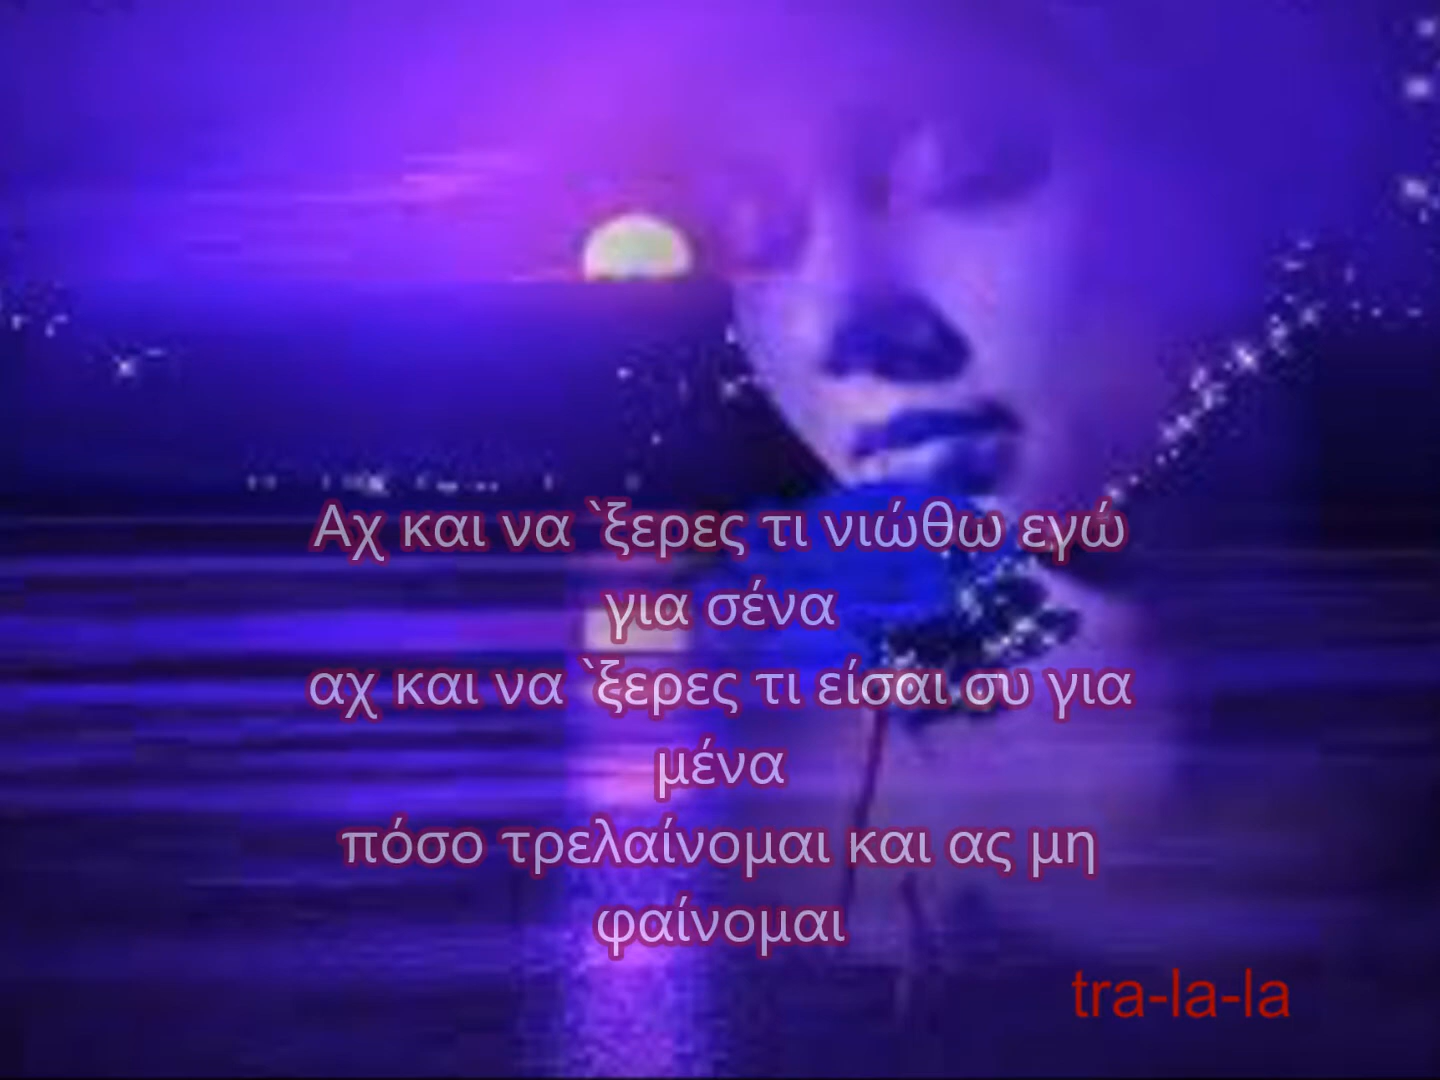 Αχ και να `ξερες τι νιώθω εγώ
για σένα
αχ και να `ξερες τι είσαι συ για
μένα
πόσο τρελαίνομαι και ας μη
φαίνομαι
tra-la-la